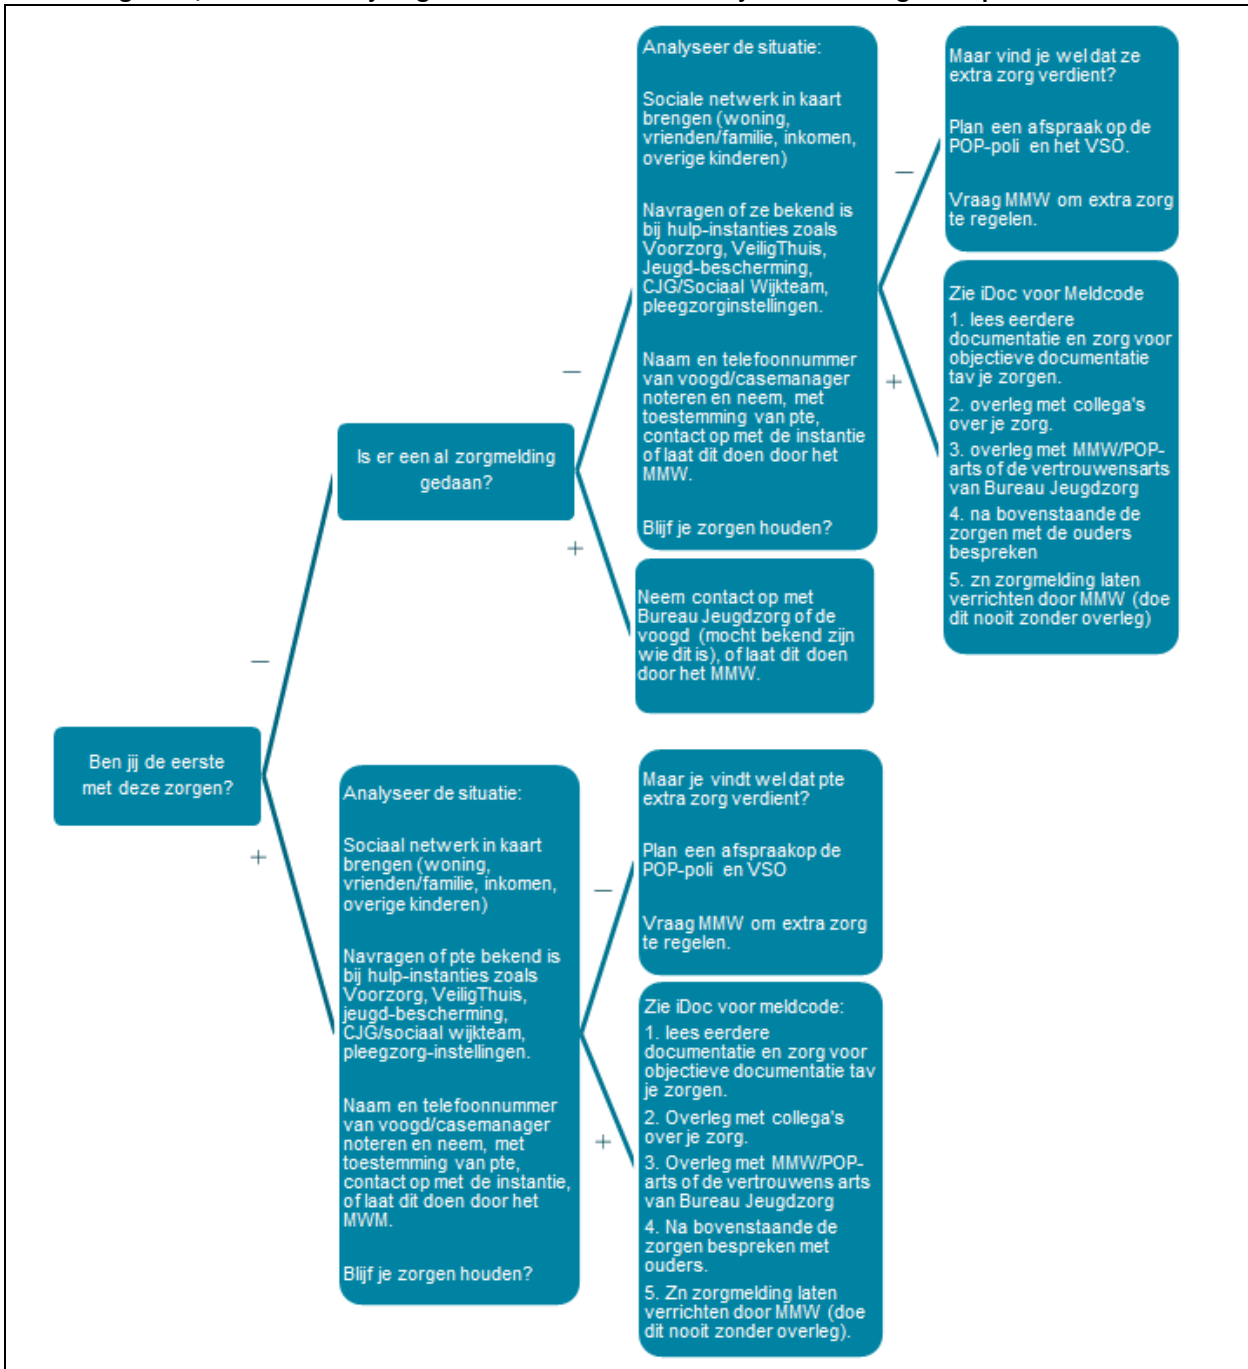 Ben jij de eerste
met deze zorgen?
–
+
Is er een al zorgmelding
gedaan?
–
+
Analyseer de situatie:
Sociale netwerk in kaart
brengen (woning,
vrienden/familie, inkomen,
overige kinderen)
Navragen of ze bekend is
bij hulp-instanties zoals
Voorzorg, VeiligThuis,
Jeugd-bescherming,
CJG/Sociaal Wijkteam,
pleegzorginstellingen.
Naam en telefoonnummer
van voogd/casemanager
noteren en neem, met
toestemming van pte,
contact op met de instantie
of laat dit doen door het
MMW.
Blijf je zorgen houden?
–
+
Maar vind je wel dat ze
extra zorg verdient?
Plan een afspraak op de
POP-poli en het VSO.
Vraag MMW om extra zorg
te regelen.
Zie iDoc voor Meldcode
1. lees eerdere
documentatie en zorg voor
objectieve documentatie
tav je zorgen.
2. overleg met collega's
over je zorg.
3. overleg met MMW/POP-
arts of de vertrouwensarts
van Bureau Jeugdzorg
4. na bovenstaande de
zorgen met de ouders
bespreken
5. zn zorgmelding laten
verrichten door MMW (doe
dit nooit zonder overleg)
Neem contact op met
Bureau Jeugdzorg of de
voogd (mocht bekend zijn
wie dit is), of laat dit doen
door het MMW.
Analyseer de situatie:
Sociaal netwerk in kaart
brengen (woning,
vrienden/familie, inkomen,
overige kinderen)
Navragen of pte bekend is
bij hulp-instanties zoals
Voorzorg, VeiligThuis,
jeugd-bescherming,
CJG/sociaal wijkteam,
pleegzorg-instellingen.
Naam en telefoonnummer
van voogd/casemanager
noteren en neem, met
toestemming van pte,
contact op met de instantie,
of laat dit doen door het
MWM.
Blijf je zorgen houden?
–
+
Maar je vindt wel dat pte
extra zorg verdient?
Plan een afspraakop de
POP-poli en VSO
Vraag MMW om extra zorg
te regelen.
Zie iDoc voor meldcode:
1. lees eerdere
documentatie en zorg voor
objectieve documentatie tav
je zorgen.
2. Overleg met collega's
over je zorg.
3. Overleg met MMW/POP-
arts of de vertrouwens arts
van Bureau Jeugdzorg
4. Na bovenstaande de
zorgen bespreken met
ouders.
5. Zn zorgmelding laten
verrichten door MMW (doe
dit nooit zonder overleg).